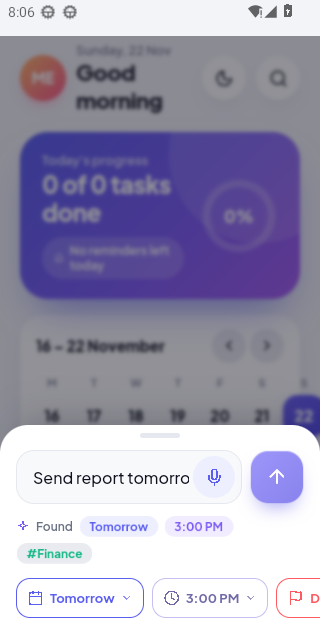 8:06
Sunday, 22 Nov
ME
Good
morning
Today's progress
0 of 0 tasks
done
0%
No reminders left
today
16 – 22 November
M T W T F S S
16 17 18 19 20 21 22
Send report tomorro
Found Tomorrow 3:00 PM
#Finance
Tomorrow 3:00 PM D